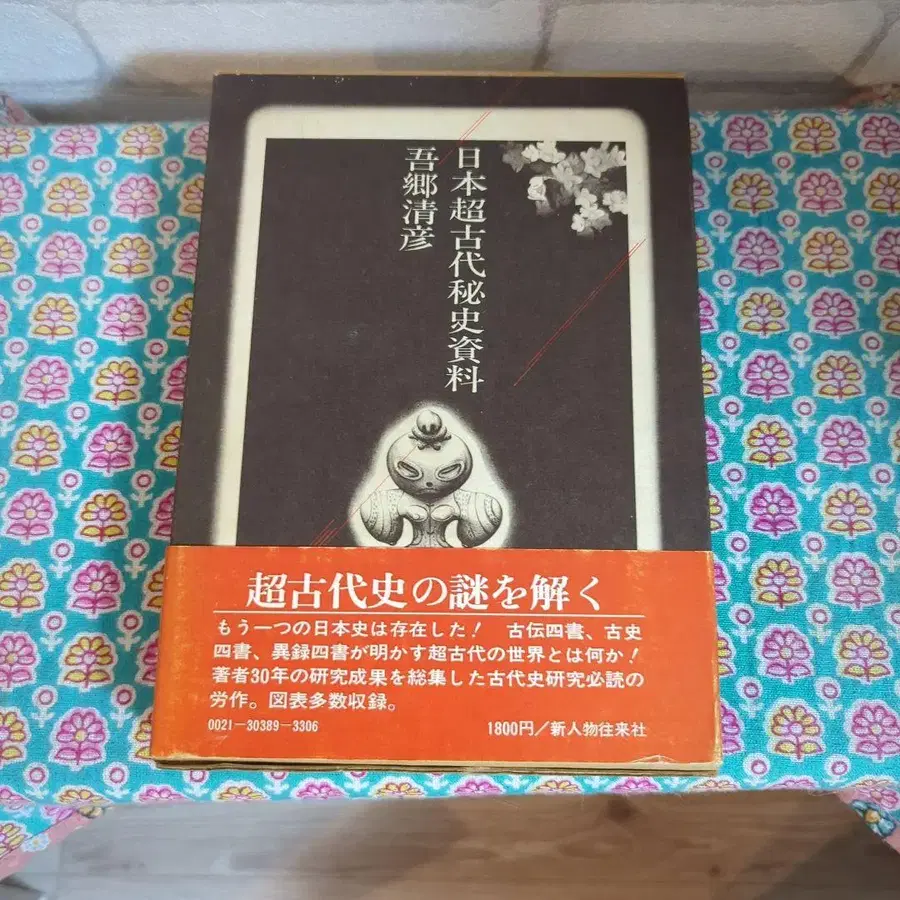 日本超古代秘史資料
吾郷清彦
超古代史の謎を解く
もう一つの日本史は存在した! 古伝四書、古史
四書、異録四書が明かす超古代の世界とは何か!
著者30年の研究成果を総集した古代史研究必読の
労作。図表多数収録。
0021-30389-3306
1800円/新人物往来社